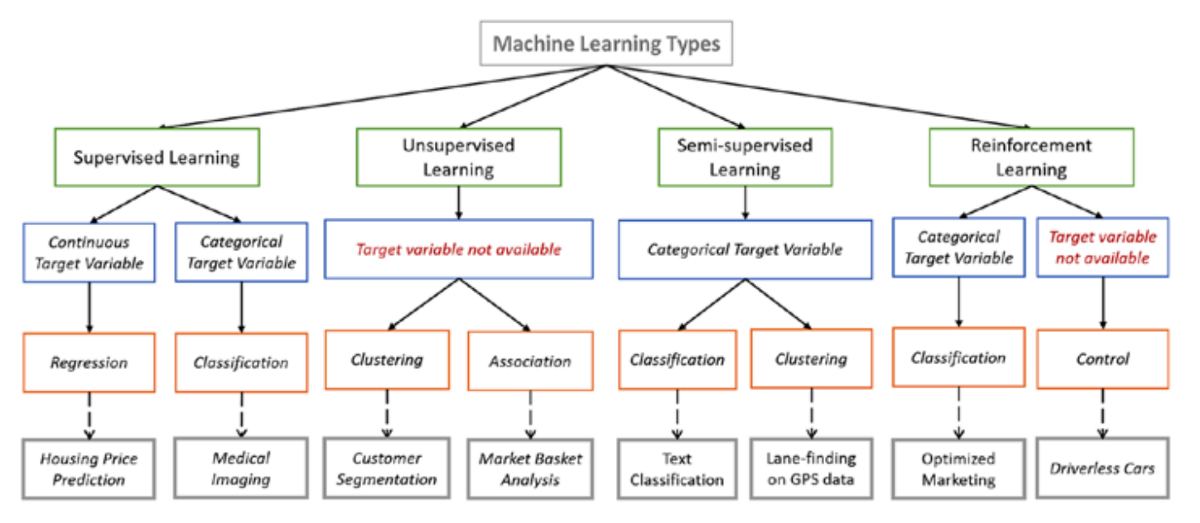 Machine Learning Types
Supervised Learning
Unsupervised
Learning
Semi-supervised
Learning
Reinforcement
Learning
Continuous
Target Variable
Categorical
Target Variable
Target variable not available
Categorical Target Variable
Categorical
Target Variable
Target variable
not available
Regression
Classification
Clustering
Association
Classification
Clustering
Classification
Control
Housing Price
Prediction
Medical
Imaging
Customer
Segmentation
Market Basket
Analysis
Text
Classification
Lane-finding
on GPS data
Optimized
Marketing
Driverless Cars